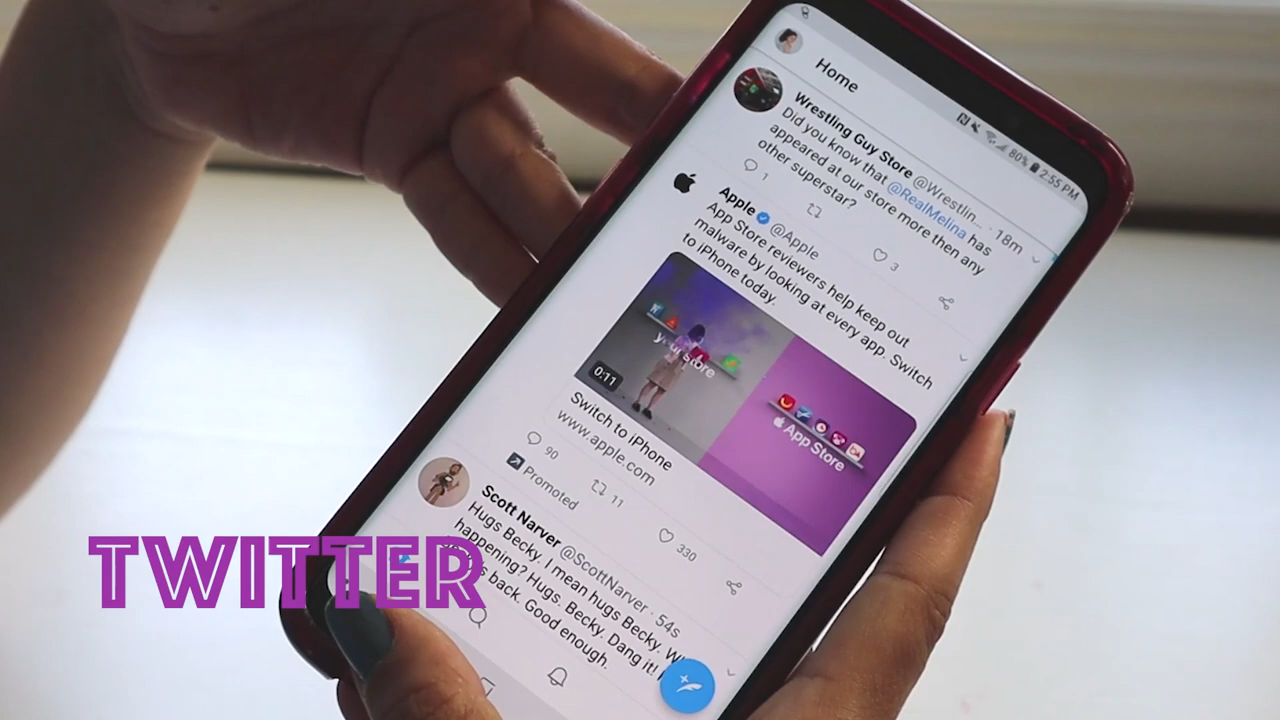 Home
80% 2:55 PM
Wrestling Guy Store @Wrestlin... · 18m
Did you know that @RealMelina has
appeared at our store more then any
other superstar?
1
3
Apple @Apple
App Store reviewers help keep out
malware by looking at every app. Switch
to iPhone today.
your Store
App Store
0:11
Switch to iPhone
www.apple.com
90
11
330
Promoted
Scott Narver @ScottNarver · 54s
Hugs Becky. I mean hugs Becky.
happening? Hugs. Becky. Dang it!
back. Good enough.
TWITTER